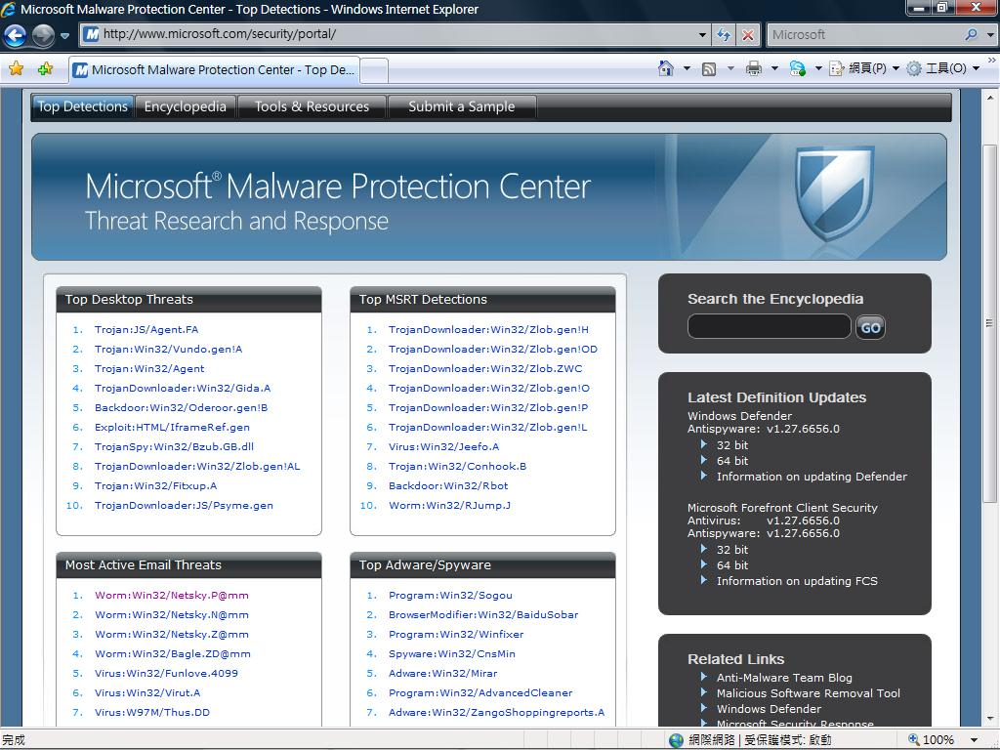 Microsoft Malware Protection Center - Top Detections - Windows Internet Explorer
http://www.microsoft.com/security/portal/
Microsoft
Microsoft Malware Protection Center - Top De...
網頁(P)
工具(O)
Top Detections
Encyclopedia
Tools & Resources
Submit a Sample
Microsoft® Malware Protection Center
Threat Research and Response
Top Desktop Threats
1. Trojan:JS/Agent.FA
2. Trojan:Win32/Vundo.gen!A
3. Trojan:Win32/Agent
4. TrojanDownloader:Win32/Gida.A
5. Backdoor:Win32/Oderoor.gen!B
6. Exploit:HTML/IframeRef.gen
7. TrojanSpy:Win32/Bzub.GB.dll
8. TrojanDownloader:Win32/Zlob.gen!AL
9. Trojan:Win32/Fitxup.A
10. TrojanDownloader:JS/Psyme.gen
Top MSRT Detections
1. TrojanDownloader:Win32/Zlob.gen!H
2. TrojanDownloader:Win32/Zlob.gen!OD
3. TrojanDownloader:Win32/Zlob.ZWC
4. TrojanDownloader:Win32/Zlob.gen!O
5. TrojanDownloader:Win32/Zlob.gen!P
6. TrojanDownloader:Win32/Zlob.gen!L
7. Virus:Win32/Jeefo.A
8. Trojan:Win32/Conhook.B
9. Backdoor:Win32/Rbot
10. Worm:Win32/RJump.J
Most Active Email Threats
1. Worm:Win32/Netsky.P@mm
2. Worm:Win32/Netsky.N@mm
3. Worm:Win32/Netsky.Z@mm
4. Worm:Win32/Bagle.ZD@mm
5. Virus:Win32/Funlove.4099
6. Virus:Win32/Virut.A
7. Virus:W97M/Thus.DD
Top Adware/Spyware
1. Program:Win32/Sogou
2. BrowserModifier:Win32/BaiduSobar
3. Program:Win32/Winfixer
4. Spyware:Win32/CnsMin
5. Adware:Win32/Mirar
6. Program:Win32/AdvancedCleaner
7. Adware:Win32/ZangoShoppingreports.A
Search the Encyclopedia
GO
Latest Definition Updates
Windows Defender
Antispyware: v1.27.6656.0
32 bit
64 bit
Information on updating Defender
Microsoft Forefront Client Security
Antivirus: v1.27.6656.0
Antispyware: v1.27.6656.0
32 bit
64 bit
Information on updating FCS
Related Links
Anti-Malware Team Blog
Malicious Software Removal Tool
Windows Defender
Microsoft Security Response
完成
網際網路 | 受保護模式: 啟動
100%